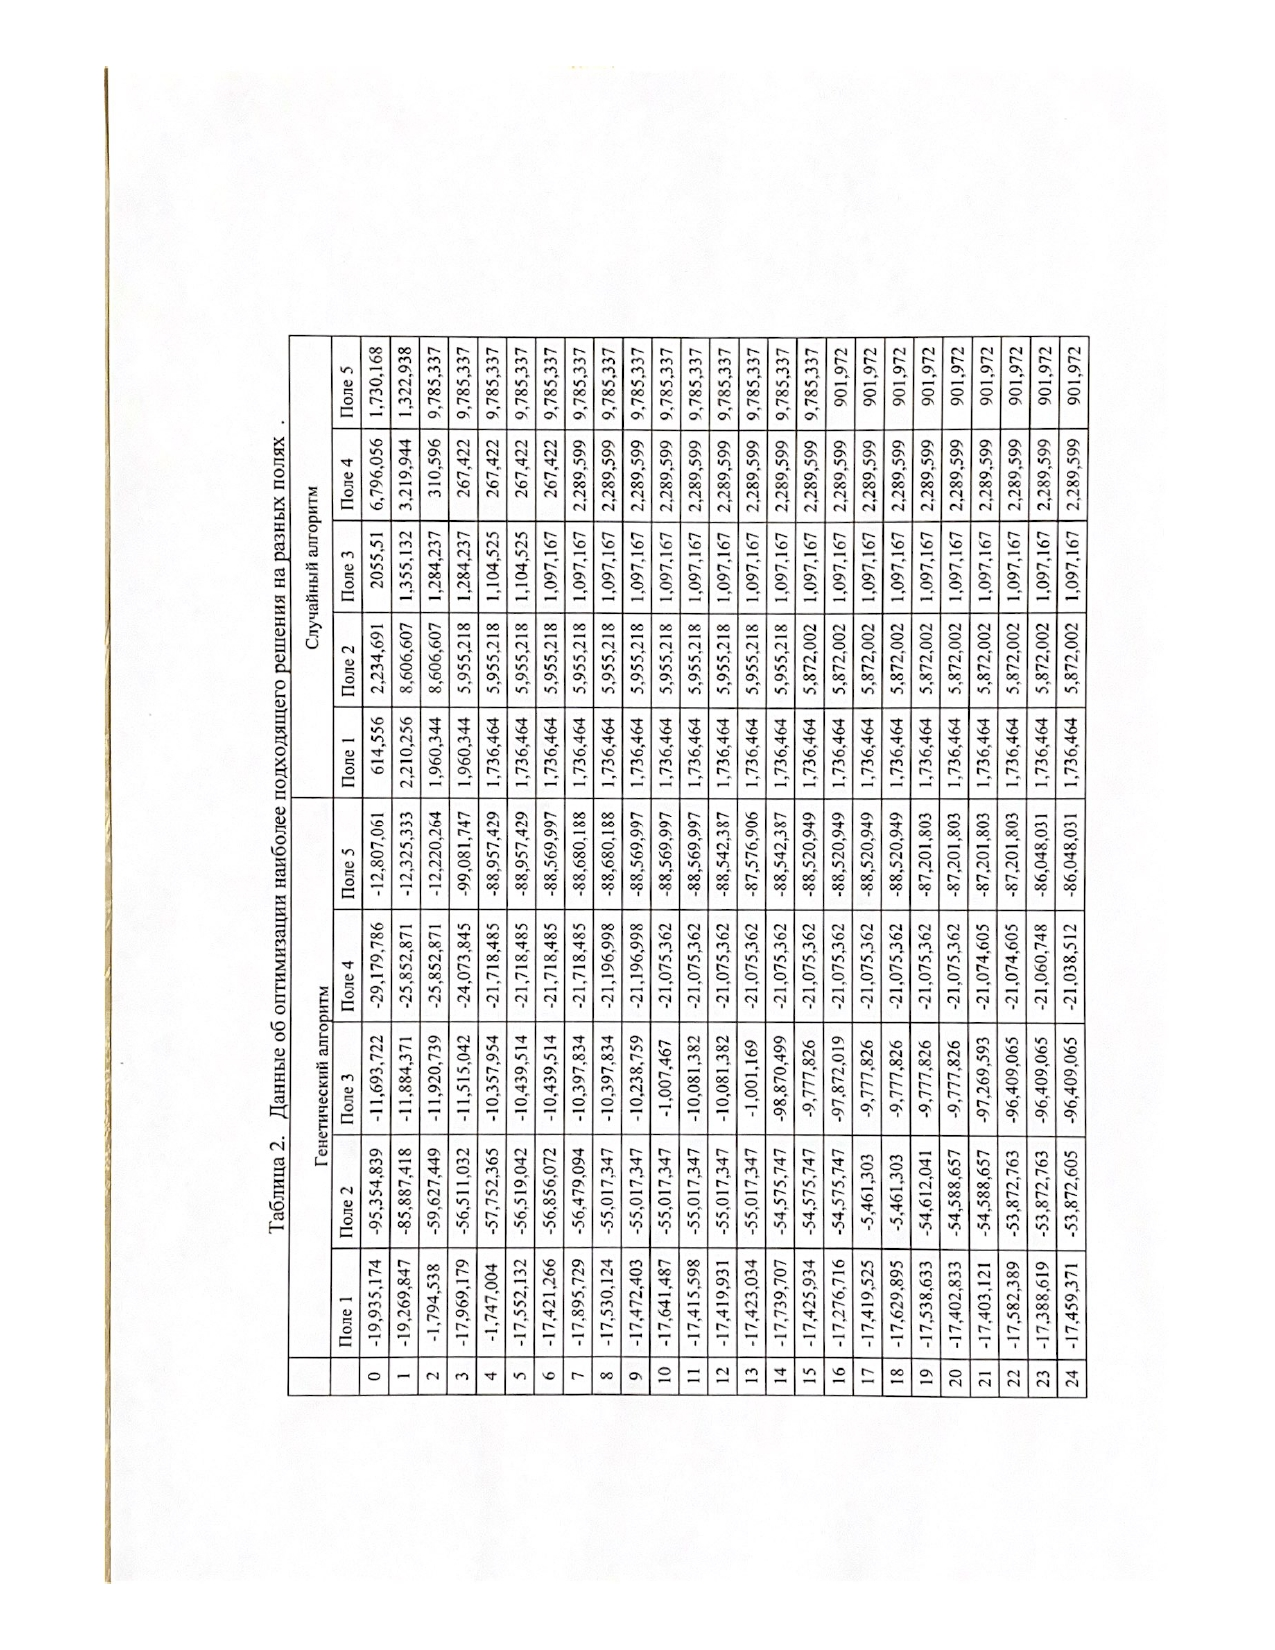 Таблица 2. Данные об оптимизации наиболее подходящего решения на разных полях .
Генетический алгоритм Случайный алгоритм
Поле 1 Поле 2 Поле 3 Поле 4 Поле 5 Поле 1 Поле 2 Поле 3 Поле 4 Поле 5
0 -19,935,174 -95,354,839 -11,693,722 -29,179,786 -12,807,061 614,556 2,234,691 2055,51 6,796,056 1,730,168
1 -19,269,847 -85,887,418 -11,884,371 -25,852,871 -12,325,333 2,210,256 8,606,607 1,355,132 3,219,944 1,322,938
2 -1,794,538 -59,627,449 -11,920,739 -25,852,871 -12,220,264 1,960,344 8,606,607 1,284,237 310,596 9,785,337
3 -17,969,179 -56,511,032 -11,515,042 -24,073,845 -99,081,747 1,960,344 5,955,218 1,284,237 267,422 9,785,337
4 -1,747,004 -57,752,365 -10,357,954 -21,718,485 -88,957,429 1,736,464 5,955,218 1,104,525 267,422 9,785,337
5 -17,552,132 -56,519,042 -10,439,514 -21,718,485 -88,957,429 1,736,464 5,955,218 1,104,525 267,422 9,785,337
6 -17,421,266 -56,856,072 -10,439,514 -21,718,485 -88,569,997 1,736,464 5,955,218 1,097,167 267,422 9,785,337
7 -17,895,729 -56,479,094 -10,397,834 -21,718,485 -88,680,188 1,736,464 5,955,218 1,097,167 2,289,599 9,785,337
8 -17,530,124 -55,017,347 -10,397,834 -21,196,998 -88,680,188 1,736,464 5,955,218 1,097,167 2,289,599 9,785,337
9 -17,472,403 -55,017,347 -10,238,759 -21,196,998 -88,569,997 1,736,464 5,955,218 1,097,167 2,289,599 9,785,337
10 -17,641,487 -55,017,347 -1,007,467 -21,075,362 -88,569,997 1,736,464 5,955,218 1,097,167 2,289,599 9,785,337
11 -17,415,598 -55,017,347 -10,081,382 -21,075,362 -88,569,997 1,736,464 5,955,218 1,097,167 2,289,599 9,785,337
12 -17,419,931 -55,017,347 -10,081,382 -21,075,362 -88,542,387 1,736,464 5,955,218 1,097,167 2,289,599 9,785,337
13 -17,423,034 -55,017,347 -1,001,169 -21,075,362 -87,576,906 1,736,464 5,955,218 1,097,167 2,289,599 9,785,337
14 -17,739,707 -54,575,747 -98,870,499 -21,075,362 -88,542,387 1,736,464 5,955,218 1,097,167 2,289,599 9,785,337
15 -17,425,934 -54,575,747 -9,777,826 -21,075,362 -88,520,949 1,736,464 5,872,002 1,097,167 2,289,599 9,785,337
16 -17,276,716 -54,575,747 -97,872,019 -21,075,362 -88,520,949 1,736,464 5,872,002 1,097,167 2,289,599 901,972
17 -17,419,525 -5,461,303 -9,777,826 -21,075,362 -88,520,949 1,736,464 5,872,002 1,097,167 2,289,599 901,972
18 -17,629,895 -5,461,303 -9,777,826 -21,075,362 -88,520,949 1,736,464 5,872,002 1,097,167 2,289,599 901,972
19 -17,538,633 -54,612,041 -9,777,826 -21,075,362 -87,201,803 1,736,464 5,872,002 1,097,167 2,289,599 901,972
20 -17,402,833 -54,588,657 -9,777,826 -21,075,362 -87,201,803 1,736,464 5,872,002 1,097,167 2,289,599 901,972
21 -17,403,121 -54,588,657 -97,269,593 -21,074,605 -87,201,803 1,736,464 5,872,002 1,097,167 2,289,599 901,972
22 -17,582,389 -53,872,763 -96,409,065 -21,074,605 -87,201,803 1,736,464 5,872,002 1,097,167 2,289,599 901,972
23 -17,388,619 -53,872,763 -96,409,065 -21,060,748 -86,048,031 1,736,464 5,872,002 1,097,167 2,289,599 901,972
24 -17,459,371 -53,872,605 -96,409,065 -21,038,512 -86,048,031 1,736,464 5,872,002 1,097,167 2,289,599 901,972